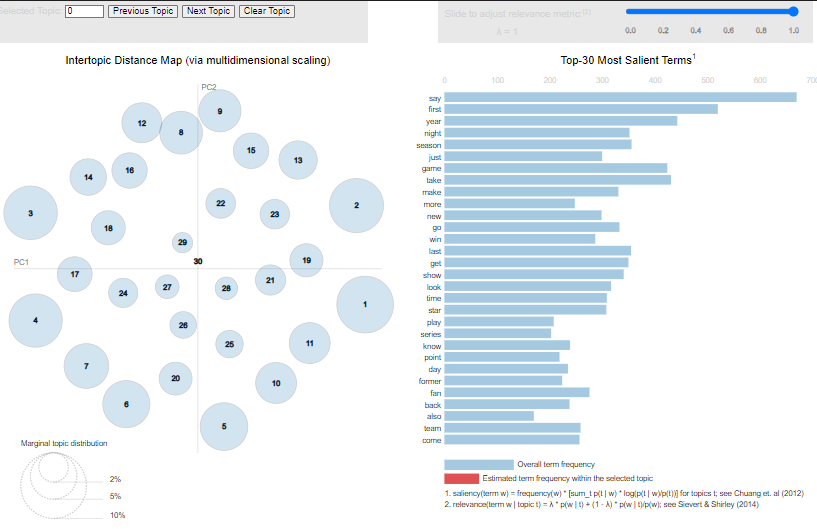 Selected Topic: 0 Previous Topic Next Topic Clear Topic
Slide to adjust relevance metric:(2)
λ = 1
0.0 0.2 0.4 0.6 0.8 1.0
Intertopic Distance Map (via multidimensional scaling)
PC2
PC1
9
12
8
15
13
16
14
3
2
22
23
18
29
30
19
17
21
27
28
24
1
4
26
25
11
7
20
10
6
5
Marginal topic distribution
2%
5%
10%
Top-30 Most Salient Terms1
0 100 200 300 400 500 600 700
say
first
year
night
season
just
game
take
make
more
new
go
win
last
get
show
look
time
star
play
series
know
point
day
former
fan
back
also
team
come
Overall term frequency
Estimated term frequency within the selected topic
1. saliency(term w) = frequency(w) * [sum_t p(t | w) * log(p(t | w)/p(t))] for topics t; see Chuang et. al (2012)
2. relevance(term w | topic t) = λ * p(w | t) + (1 - λ) * p(w | t)/p(w); see Sievert & Shirley (2014)